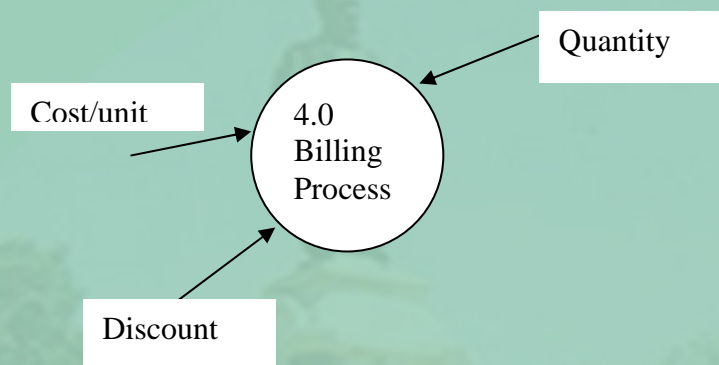 Quantity
Cost/unit
4.0
Billing
Process
Discount